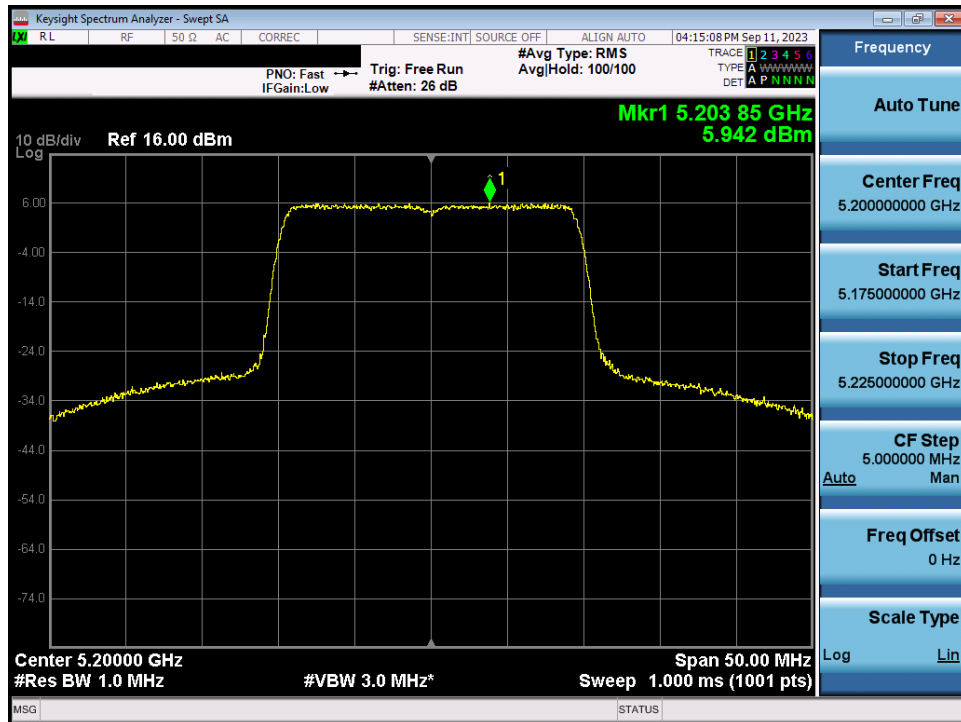 Keysight Spectrum Analyzer - Swept SA
LXI RL RF 50 Ω AC CORREC SENSE:INT SOURCE OFF ALIGN AUTO 04:15:08 PM Sep 11, 2023
PNO: Fast
IFGain:Low
Trig: Free Run
#Atten: 26 dB
#Avg Type: RMS
Avg|Hold: 100/100
TRACE 1 2 3 4 5 6
TYPE A WWWWW
DET A P N N N N
Mkr1 5.203 85 GHz
5.942 dBm
10 dB/div Ref 16.00 dBm
Log
1
6.00
-4.00
-14.0
-24.0
-34.0
-44.0
-54.0
-64.0
-74.0
Center 5.20000 GHz Span 50.00 MHz
#Res BW 1.0 MHz #VBW 3.0 MHz* Sweep 1.000 ms (1001 pts)
MSG STATUS
Frequency
Auto Tune
Center Freq
5.200000000 GHz
Start Freq
5.175000000 GHz
Stop Freq
5.225000000 GHz
CF Step
5.000000 MHz
Auto Man
Freq Offset
0 Hz
Scale Type
Log Lin